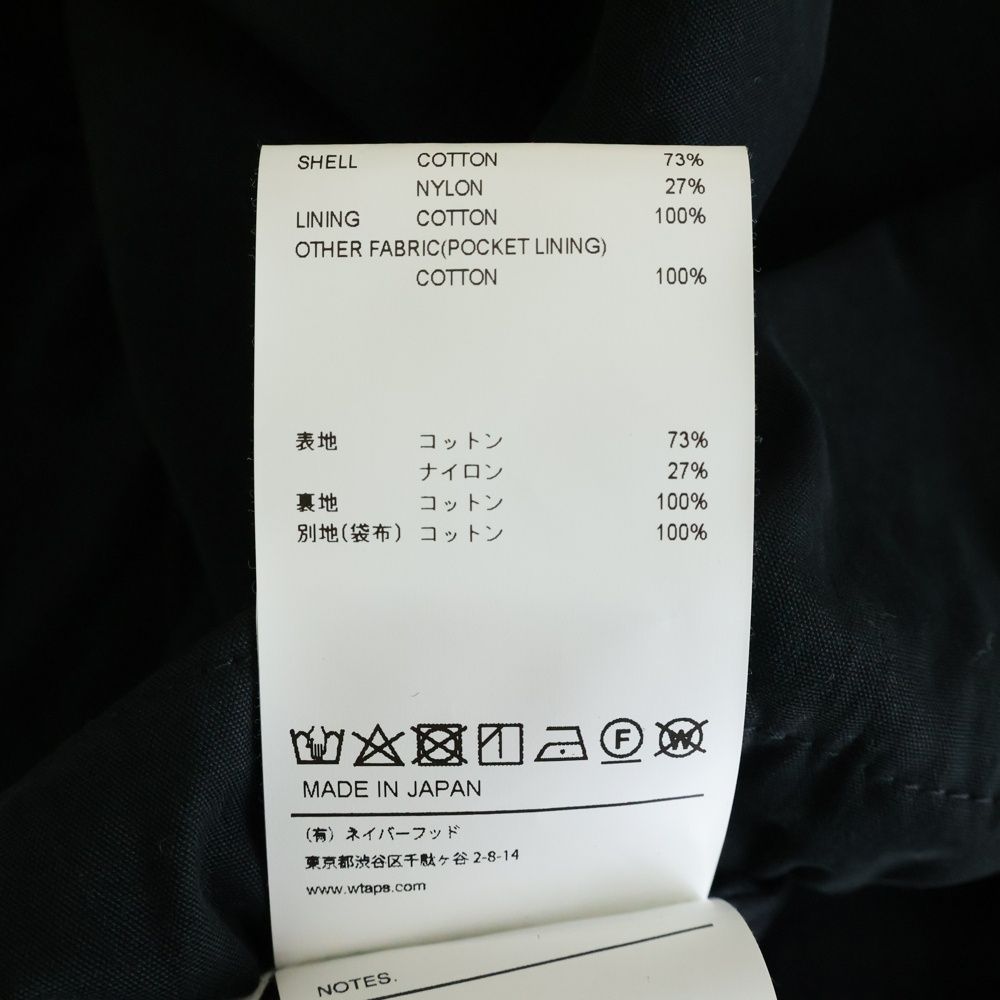 SHELL COTTON 73%
NYLON 27%
LINING COTTON 100%
OTHER FABRIC(POCKET LINING)
COTTON 100%
表地 コットン 73%
ナイロン 27%
裏地 コットン 100%
別地(袋布) コットン 100%
F W
MADE IN JAPAN
(有) ネイバーフッド
東京都渋谷区千駄ヶ谷 2-8-14
www.wtaps.com
NOTES.